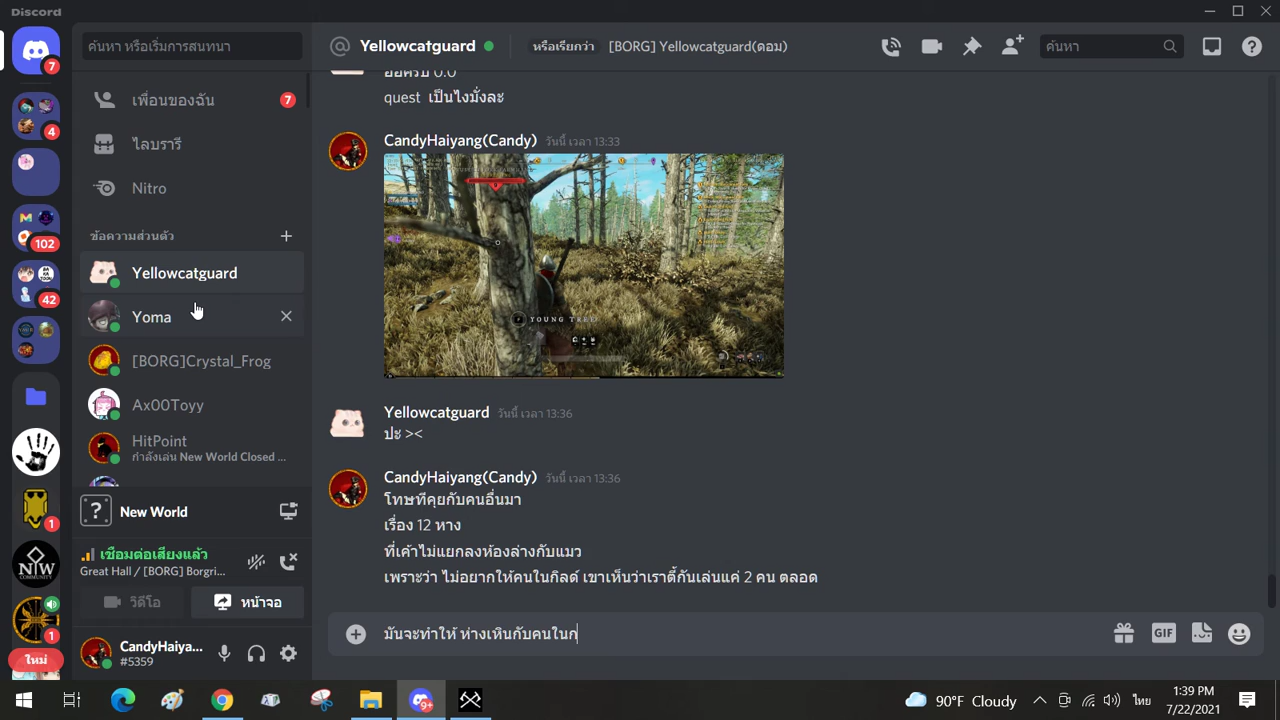 Discord
7
4
102
42
1
NW
COMMUNITY
1
ใหม่
ค้นหา หรือเริ่มการสนทนา
เพื่อนของฉัน
7
ไลบรารี
Nitro
ข้อความส่วนตัว
Yellowcatguard
Yoma
[BORG]Crystal_Frog
Ax00Toyy
HitPoint
กำลังเล่น New World Closed ...
New World
เชื่อมต่อเสียงแล้ว
Great Hall / [BORG] Borgri...
วิดีโอ
หน้าจอ
CandyHaiya...
#5359
Yellowcatguard
หรือเรียกว่า
[BORG] Yellowcatguard(ดอม)
ค้นหา
quest เป็นไงมั่งละ
CandyHaiyang(Candy) วันนี้ เวลา 13:33
YOUNG TREE
Yellowcatguard วันนี้ เวลา 13:36
ปะ ><
CandyHaiyang(Candy) วันนี้ เวลา 13:36
โทษทีคุยกับคนอื่นมา
เรื่อง 12 หาง
ที่เค้าไม่แยกลงห้องล่างกับแมว
เพราะว่า ไม่อยากให้คนในกิลด์ เขาเห็นว่าเราตี้กันเล่นแค่ 2 คน ตลอด
มันจะทำให้ ห่างเหินกับคนในก
GIF
9+
90°F Cloudy
ไทย
1:39 PM
7/22/2021